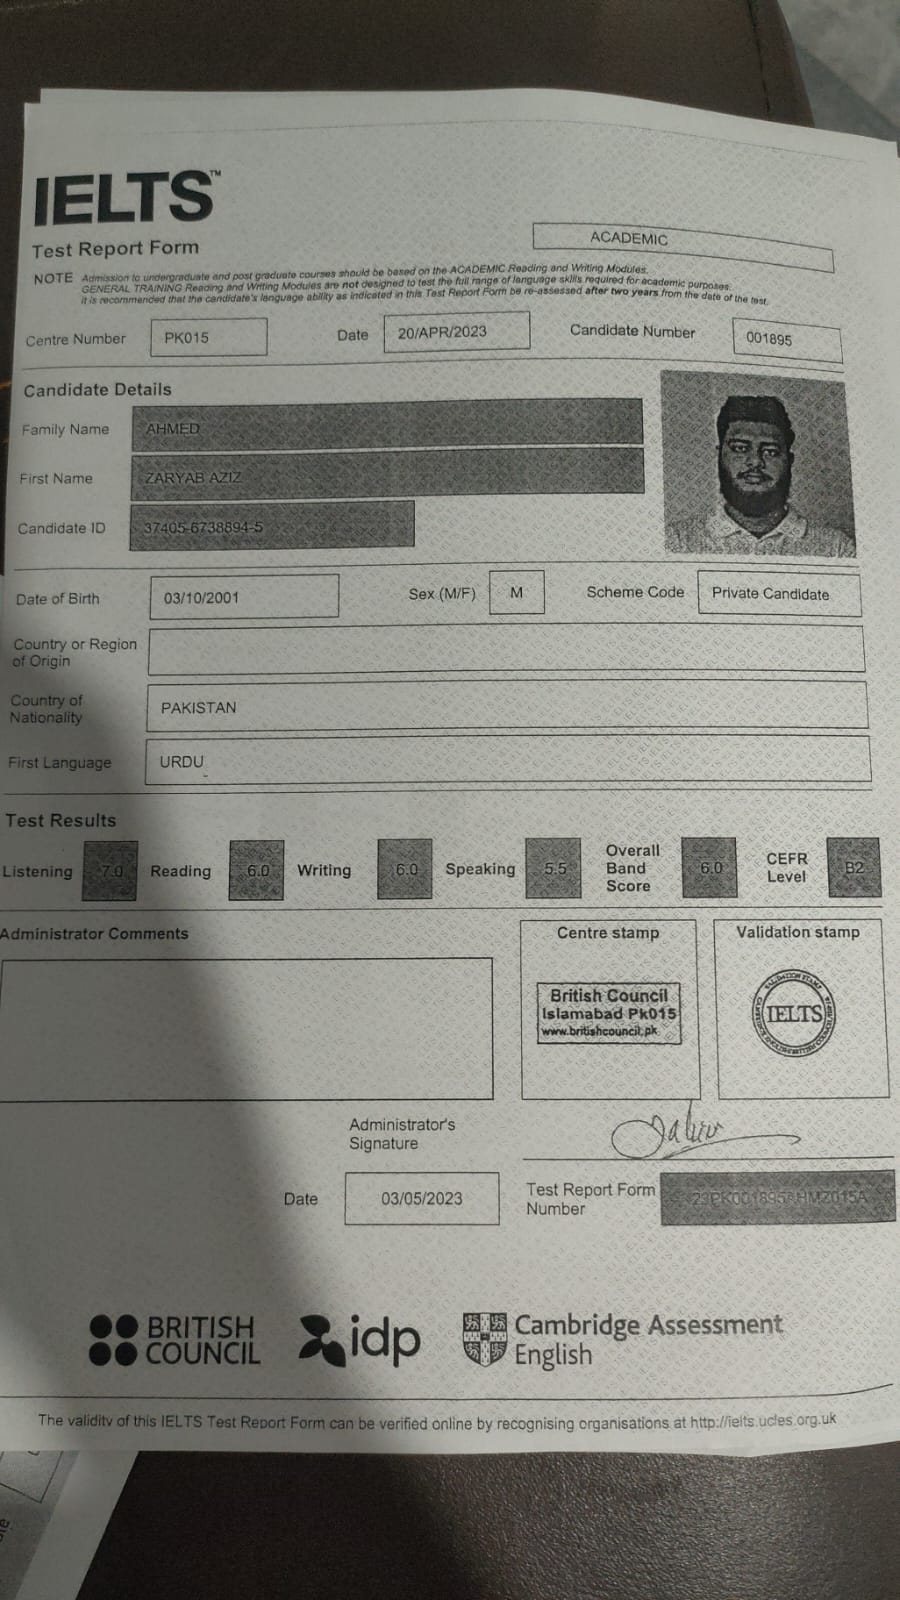 IELTS™
Test Report Form
ACADEMIC
NOTE Admission to undergraduate and post graduate courses should be based on the ACADEMIC Reading and Writing Modules.
GENERAL TRAINING Reading and Writing Modules are not designed to test the full range of language skills required for academic purposes.
It is recommended that the candidate's language ability as indicated in this Test Report Form be re-assessed after two years from the date of the test.
Centre Number PK015 Date 20/APR/2023 Candidate Number 001895
Candidate Details
Family Name AHMED
First Name ZARYAB AZIZ
Candidate ID 37405-6738894-5
Date of Birth 03/10/2001 Sex (M/F) M Scheme Code Private Candidate
Country or Region
of Origin
Country of
Nationality PAKISTAN
First Language URDU
Test Results
Listening 7.0 Reading 6.0 Writing 6.0 Speaking 5.5 Overall Band Score 6.0 CEFR Level B2
Administrator Comments
Centre stamp
Validation stamp
British Council
Islamabad Pk015
www.britishcouncil.pk
IELTS
Administrator's
Signature
Date 03/05/2023
Test Report Form
Number 23PK001895AHMZ015A
BRITISH
COUNCIL
idp
Cambridge Assessment
English
The validity of this IELTS Test Report Form can be verified online by recognising organisations at http://ielts.ucles.org.uk